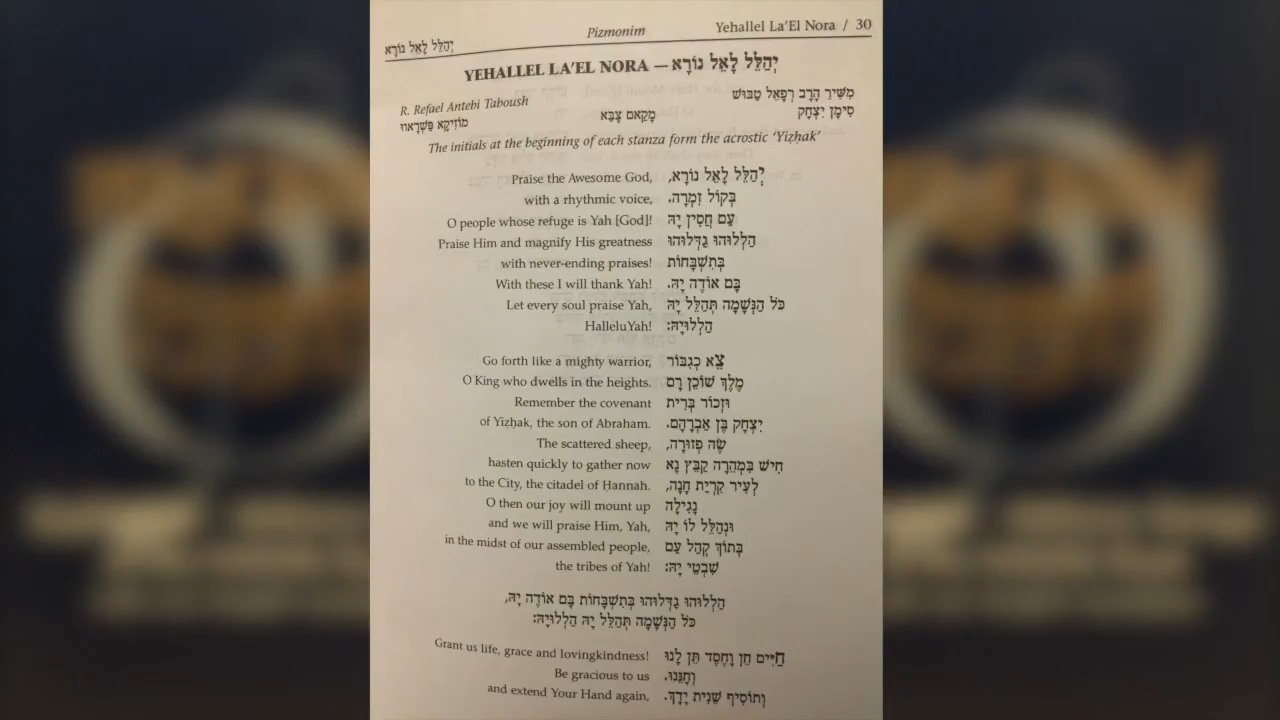 יְהַלֵּל לָאֵל נוֹרָא Pizmonim Yehallel La'El Nora / 30
YEHALLEL LA'EL NORA — יְהַלֵּל לָאֵל נוֹרָא
R. Refael Antebi Taboush מִשִּׁיר הָרַב רְפָאֵל טַבּוּשׁ
מוֹזִיקָא פֶּשְׁרָאוּ מָקַאם צַבָּא סִימָן יִצְחָק
The initials at the beginning of each stanza form the acrostic 'Yiẓḥak'
Praise the Awesome God, יְהַלֵּל לָאֵל נוֹרָא,
with a rhythmic voice, בְּקוֹל זִמְרָה.
O people whose refuge is Yah [God]! עַם חֲסִין יָהּ
Praise Him and magnify His greatness הַלְלוּהוּ גַּדְּלוּהוּ
with never-ending praises! בְּתִשְׁבָּחוֹת
With these I will thank Yah! בָּם אוֹדֶה יָהּ.
Let every soul praise Yah, כֹּל הַנְּשָׁמָה תְּהַלֵּל יָהּ
HalleluYah! הַלְלוּיָהּ:
Go forth like a mighty warrior, צֵא כְגִבּוֹר
O King who dwells in the heights. מֶלֶךְ שׁוֹכֵן רָם
Remember the covenant וּזְכוֹר בְּרִית
of Yiẓḥak, the son of Abraham. יִצְחָק בֶּן אַבְרָהָם.
The scattered sheep, שֶׂה פְּזוּרָה,
hasten quickly to gather now חִישׁ בִּמְהֵרָה קַבֵּץ נָא
to the City, the citadel of Ḥannah. לְעִיר קִרְיַת חָנָה,
O then our joy will mount up נָגִילָה
and we will praise Him, Yah, וּנְהַלֵּל לוֹ יָהּ
in the midst of our assembled people, בְּתוֹךְ קְהַל עַם
the tribes of Yah! שִׁבְטֵי יָהּ:
הַלְלוּהוּ גַּדְּלוּהוּ בְּתִשְׁבָּחוֹת בָּם אוֹדֶה יָהּ,
כֹּל הַנְּשָׁמָה תְּהַלֵּל יָהּ הַלְלוּיָהּ:
Grant us life, grace and lovingkindness! חַיִּים חֵן וָחֶסֶד תֵּן לָנוּ
Be gracious to us וְחָנֵּנוּ.
and extend Your Hand again, וְתוֹסִיף שֵׁנִית יָדֶךָ.